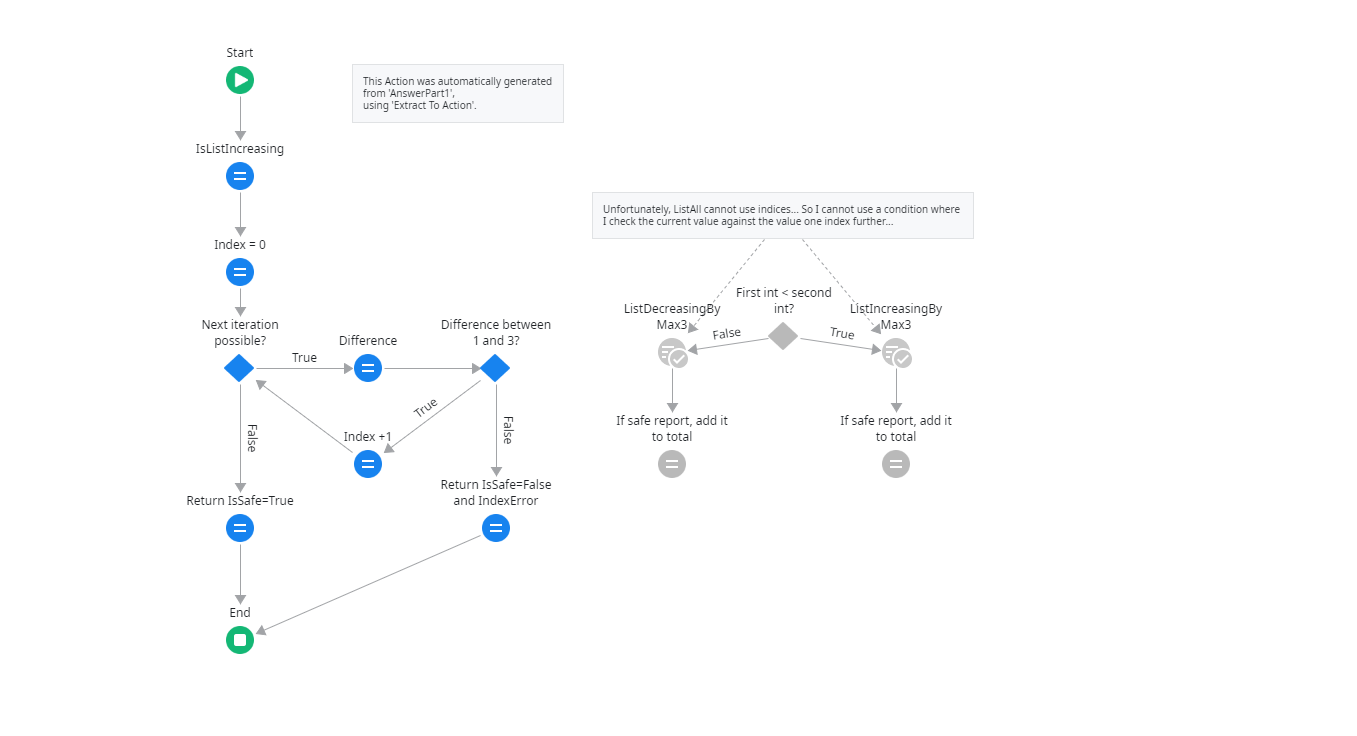 Start
This Action was automatically generated
from 'AnswerPart1',
using 'Extract To Action'.
IsListIncreasing
Index = 0
Next iteration
possible?
True
Difference
Difference between
1 and 3?
True
False
Index +1
False
Return IsSafe=True
Return IsSafe=False
and IndexError
End
Unfortunately, ListAll cannot use indices... So I cannot use a condition where
I check the current value against the value one index further...
First int < second
int?
ListDecreasingBy
Max3
False
True
ListIncreasingBy
Max3
If safe report, add it
to total
If safe report, add it
to total